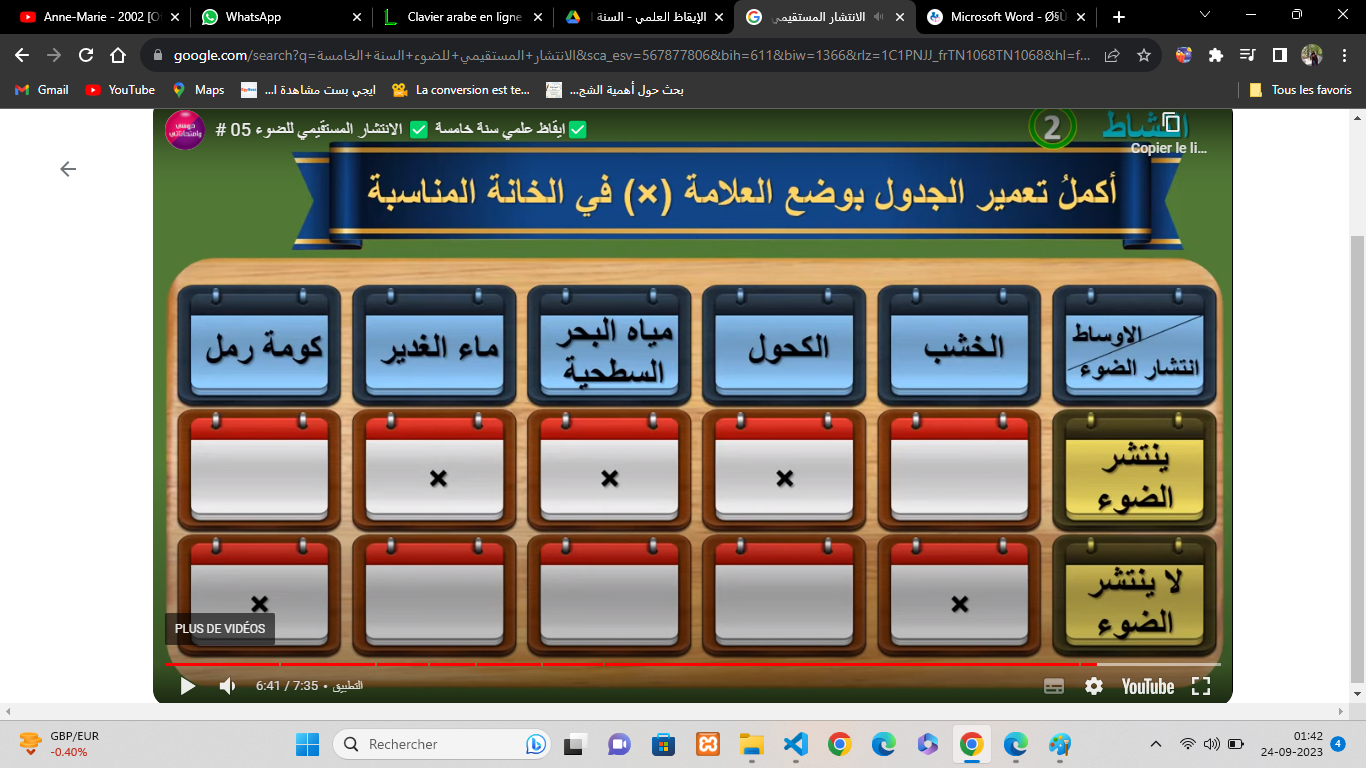 Anne-Marie - 2002 [O
WhatsApp
Clavier arabe en ligne
الإيقاظ العلمي - السنة ا
الانتشار المستقيمي
Microsoft Word - Ø§Ù
google.com/search?q=الانتشار+المستقيمي+للضوء+السنة+الخامسة&sca_esv=567877806&bih=611&biw=1366&rlz=1C1PNJJ_frTN1068TN1068&hl=f...
Gmail
YouTube
Maps
ايجي بست مشاهدة ا...
La conversion est te...
بحث حول أهمية الشج...
Tous les favoris
# 05 الانتشار المستقيمي للضوء ✅ ايقاظ علمي سنة خامسة ✅
دروسي وامتحاناتي
النشاط 2
Copier le li...
أكملُ تعمير الجدول بوضع العلامة (×) في الخانة المناسبة
الاوساط
انتشار الضوء
الخشب
الكحول
مياه البحر السطحية
ماء الغدير
كومة رمل
ينتشر الضوء
×
×
×
لا ينتشر الضوء
×
×
PLUS DE VIDÉOS
6:41 / 7:35 • التطبيق
YouTube
GBP/EUR
-0.40%
Rechercher
01:42
24-09-2023
4